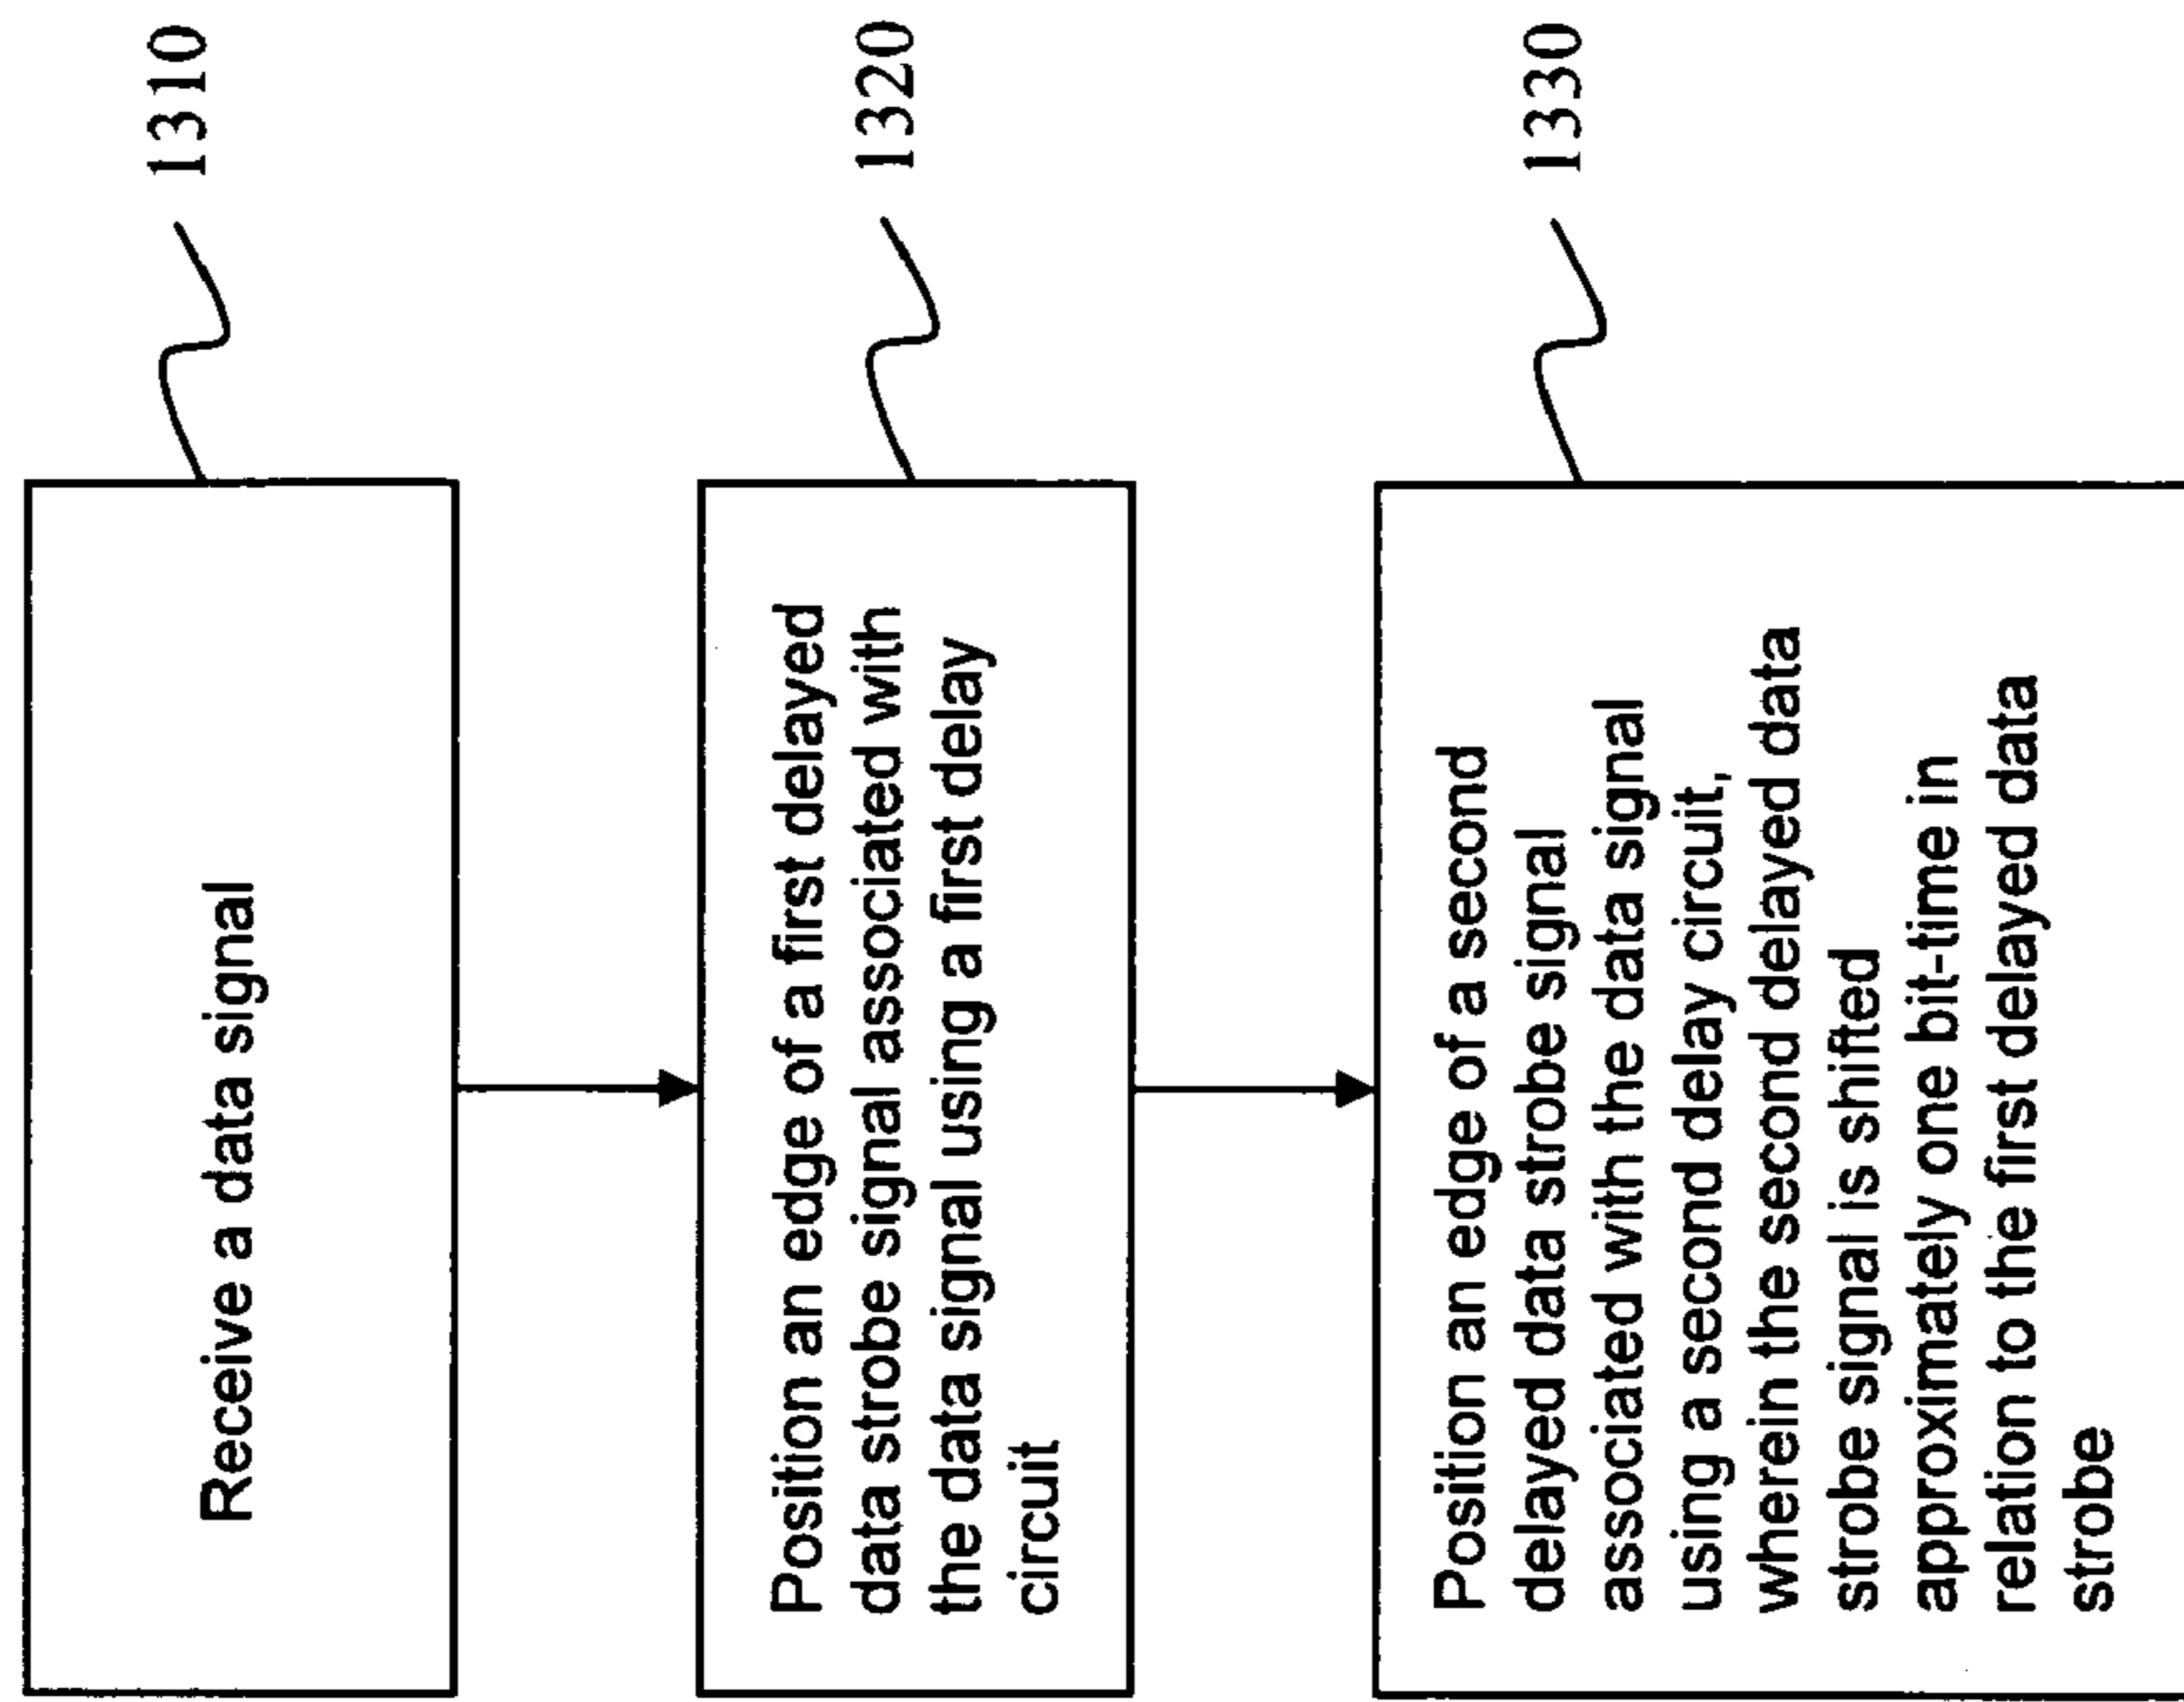 Receive a data signal
1310
Position an edge of a first delayed
data strobe signal associated with
the data signal using a first delay
circuit
1320
Position an edge of a second
delayed data strobe signal
associated with the data signal
using a second delay circuit,
wherein the second delayed data
strobe signal is shifted
approximately one bit-time in
relation to the first delayed data
strobe
1330